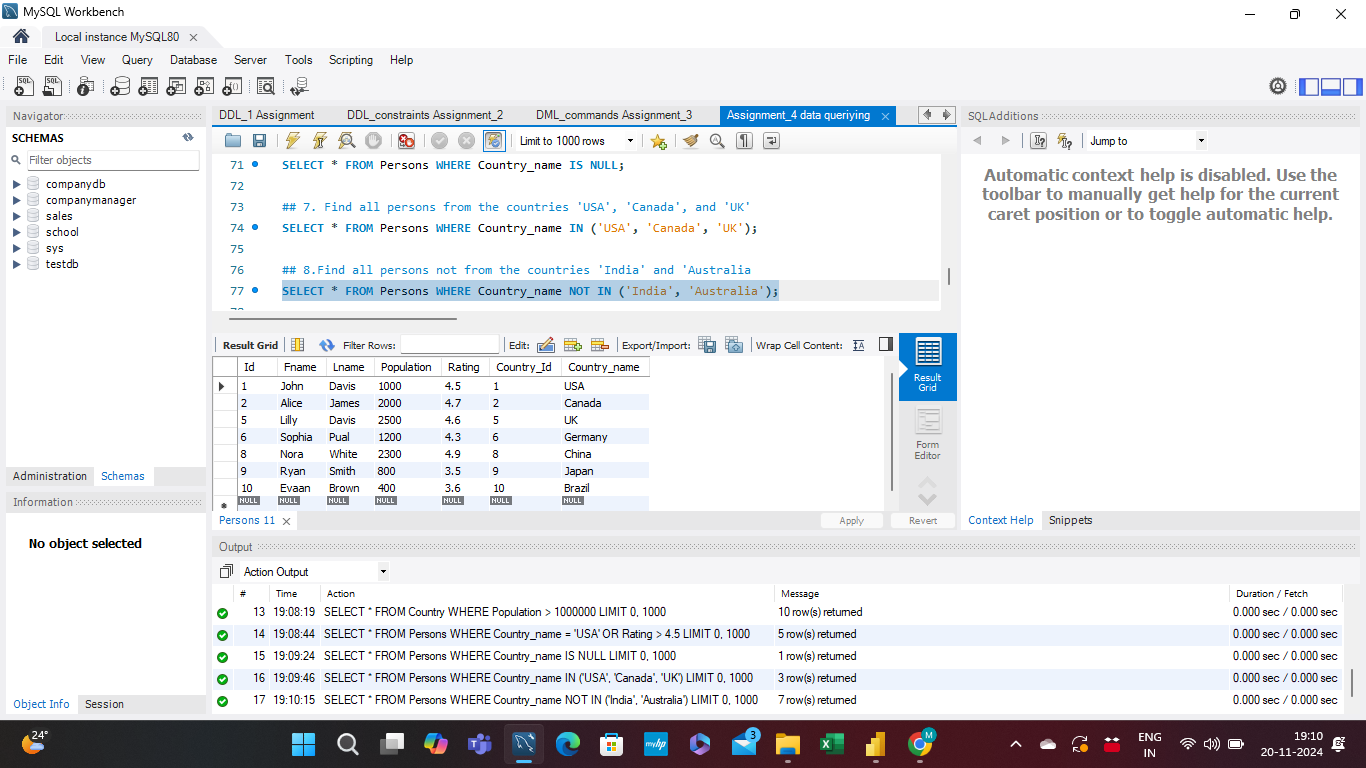 MySQL Workbench
Local instance MySQL80
File Edit View Query Database Server Tools Scripting Help
Navigator
SCHEMAS
Filter objects
companydb
companymanager
sales
school
sys
testdb
Administration Schemas
Information
No object selected
Object Info Session
DDL_1 Assignment DDL_constraints Assignment_2 DML_commands Assignment_3 Assignment_4 data queriying
Limit to 1000 rows
71 SELECT * FROM Persons WHERE Country_name IS NULL;
72
73 ## 7. Find all persons from the countries 'USA', 'Canada', and 'UK'
74 SELECT * FROM Persons WHERE Country_name IN ('USA', 'Canada', 'UK');
75
76 ## 8.Find all persons not from the countries 'India' and 'Australia
77 SELECT * FROM Persons WHERE Country_name NOT IN ('India', 'Australia');
Result Grid Filter Rows: Edit: Export/Import: Wrap Cell Content:
Id Fname Lname Population Rating Country_Id Country_name
1 John Davis 1000 4.5 1 USA
2 Alice James 2000 4.7 2 Canada
5 Lilly Davis 2500 4.6 5 UK
6 Sophia Pual 1200 4.3 6 Germany
8 Nora White 2300 4.9 8 China
9 Ryan Smith 800 3.5 9 Japan
10 Evaan Brown 400 3.6 10 Brazil
NULL NULL NULL NULL NULL NULL NULL
Result
Grid
Form
Editor
Persons 11 Apply Revert
SQLAdditions
Jump to
Automatic context help is disabled. Use the
toolbar to manually get help for the current
caret position or to toggle automatic help.
Context Help Snippets
Output
Action Output
# Time Action Message Duration / Fetch
13 19:08:19 SELECT * FROM Country WHERE Population > 1000000 LIMIT 0, 1000 10 row(s) returned 0.000 sec / 0.000 sec
14 19:08:44 SELECT * FROM Persons WHERE Country_name = 'USA' OR Rating > 4.5 LIMIT 0, 1000 5 row(s) returned 0.000 sec / 0.000 sec
15 19:09:24 SELECT * FROM Persons WHERE Country_name IS NULL LIMIT 0, 1000 1 row(s) returned 0.000 sec / 0.000 sec
16 19:09:46 SELECT * FROM Persons WHERE Country_name IN ('USA', 'Canada', 'UK') LIMIT 0, 1000 3 row(s) returned 0.000 sec / 0.000 sec
17 19:10:15 SELECT * FROM Persons WHERE Country_name NOT IN ('India', 'Australia') LIMIT 0, 1000 7 row(s) returned 0.000 sec / 0.000 sec
24°
myhp
3
M
ENG
IN
19:10
20-11-2024